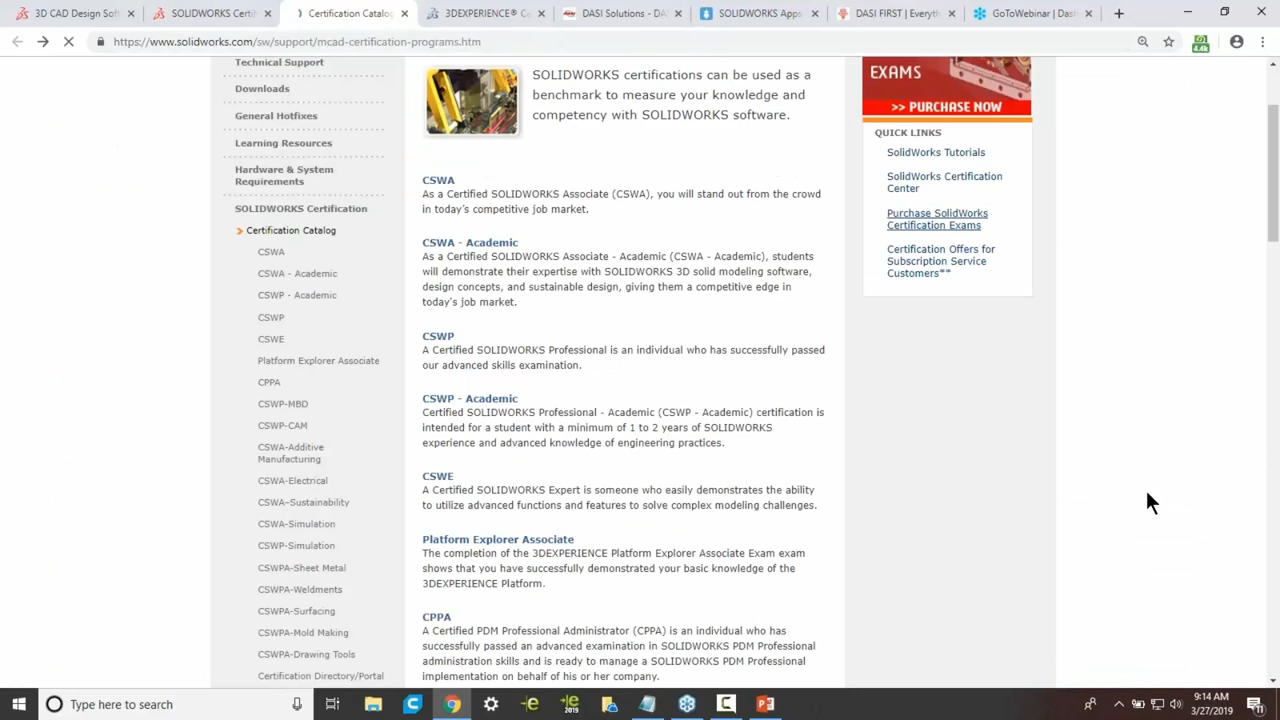 3D CAD Design Soft
SOLIDWORKS Certif
Certification Catalog
3DEXPERIENCE® Ce
DASI Solutions - DA
SOLIDWORKS Apps
DASI FIRST | Everyth
GoToWebinar | Dash
https://www.solidworks.com/sw/support/mcad-certification-programs.htm
4.4k
Technical Support
Downloads
General Hotfixes
Learning Resources
Hardware & System
Requirements
SOLIDWORKS Certification
Certification Catalog
CSWA
CSWA - Academic
CSWP - Academic
CSWP
CSWE
Platform Explorer Associate
CPPA
CSWP-MBD
CSWP-CAM
CSWA-Additive
Manufacturing
CSWA-Electrical
CSWA-Sustainability
CSWA-Simulation
CSWP-Simulation
CSWPA-Sheet Metal
CSWPA-Weldments
CSWPA-Surfacing
CSWPA-Mold Making
CSWPA-Drawing Tools
Certification Directory/Portal
SOLIDWORKS certifications can be used as a
benchmark to measure your knowledge and
competency with SOLIDWORKS software.
CSWA
As a Certified SOLIDWORKS Associate (CSWA), you will stand out from the crowd
in today's competitive job market.
CSWA - Academic
As a Certified SOLIDWORKS Associate - Academic (CSWA - Academic), students
will demonstrate their expertise with SOLIDWORKS 3D solid modeling software,
design concepts, and sustainable design, giving them a competitive edge in
today's job market.
CSWP
A Certified SOLIDWORKS Professional is an individual who has successfully passed
our advanced skills examination.
CSWP - Academic
Certified SOLIDWORKS Professional - Academic (CSWP - Academic) certification is
intended for a student with a minimum of 1 to 2 years of SOLIDWORKS
experience and advanced knowledge of engineering practices.
CSWE
A Certified SOLIDWORKS Expert is someone who easily demonstrates the ability
to utilize advanced functions and features to solve complex modeling challenges.
Platform Explorer Associate
The completion of the 3DEXPERIENCE Platform Explorer Associate Exam exam
shows that you have successfully demonstrated your basic knowledge of the
3DEXPERIENCE Platform.
CPPA
A Certified PDM Professional Administrator (CPPA) is an individual who has
successfully passed an advanced examination in SOLIDWORKS PDM Professional
administration skills and is ready to manage a SOLIDWORKS PDM Professional
implementation on behalf of his or her company.
EXAMS
>> PURCHASE NOW
QUICK LINKS
SolidWorks Tutorials
SolidWorks Certification
Center
Purchase SolidWorks
Certification Exams
Certification Offers for
Subscription Service
Customers**
Type here to search
2019
9:14 AM
3/27/2019